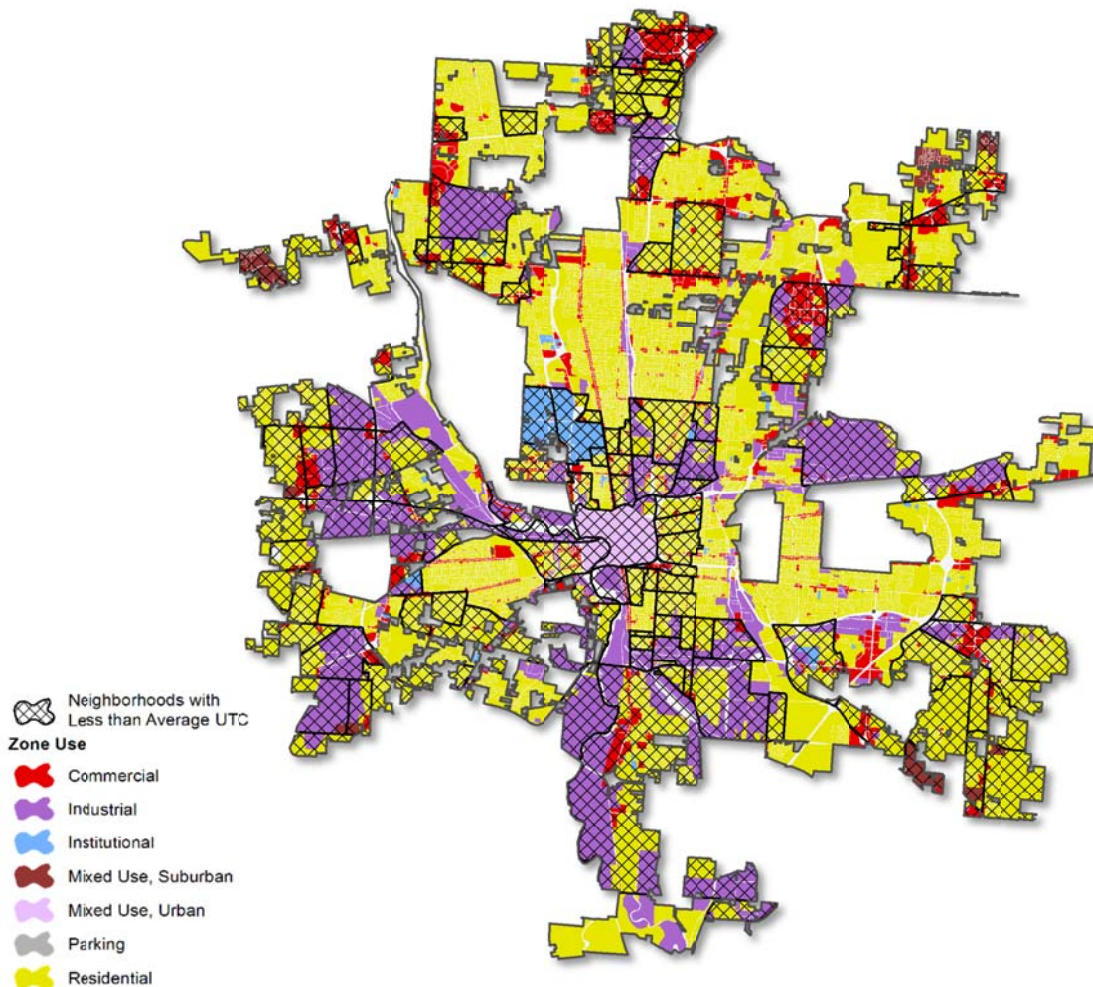 Neighborhoods with
Less than Average UTC
Zone Use
Commercial
Industrial
Institutional
Mixed Use, Suburban
Mixed Use, Urban
Parking
Residential